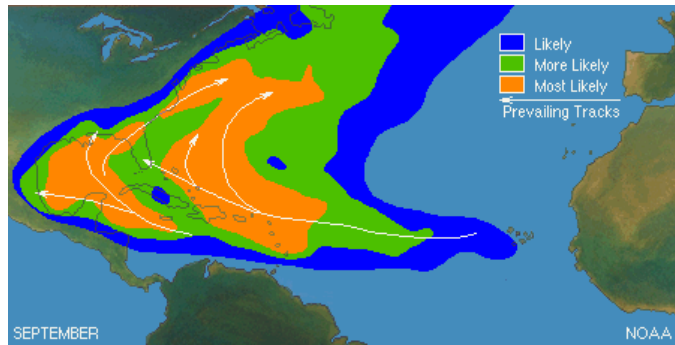 Likely
More Likely
Most Likely
Prevailing Tracks
SEPTEMBER
NOAA